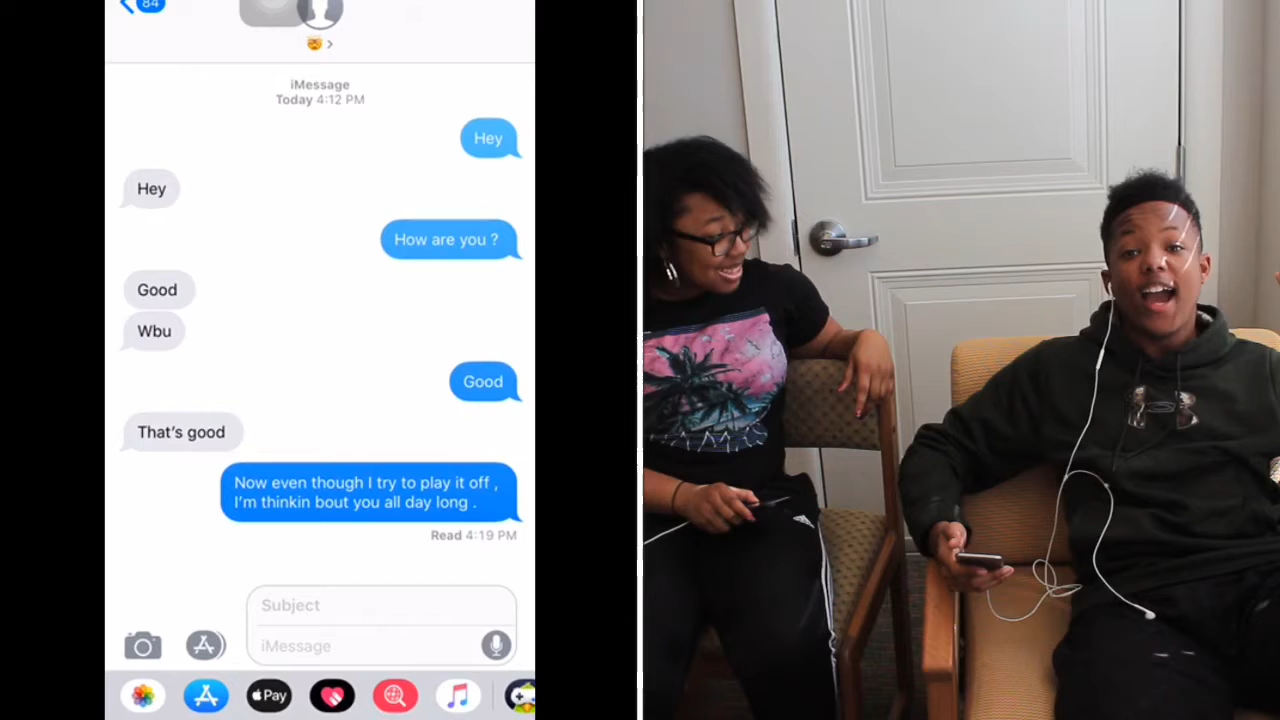 84
iMessage
Today 4:12 PM
Hey
Hey
How are you ?
Good
Wbu
Good
That's good
Now even though I try to play it off ,
I'm thinkin bout you all day long .
Read 4:19 PM
Subject
iMessage
Pay